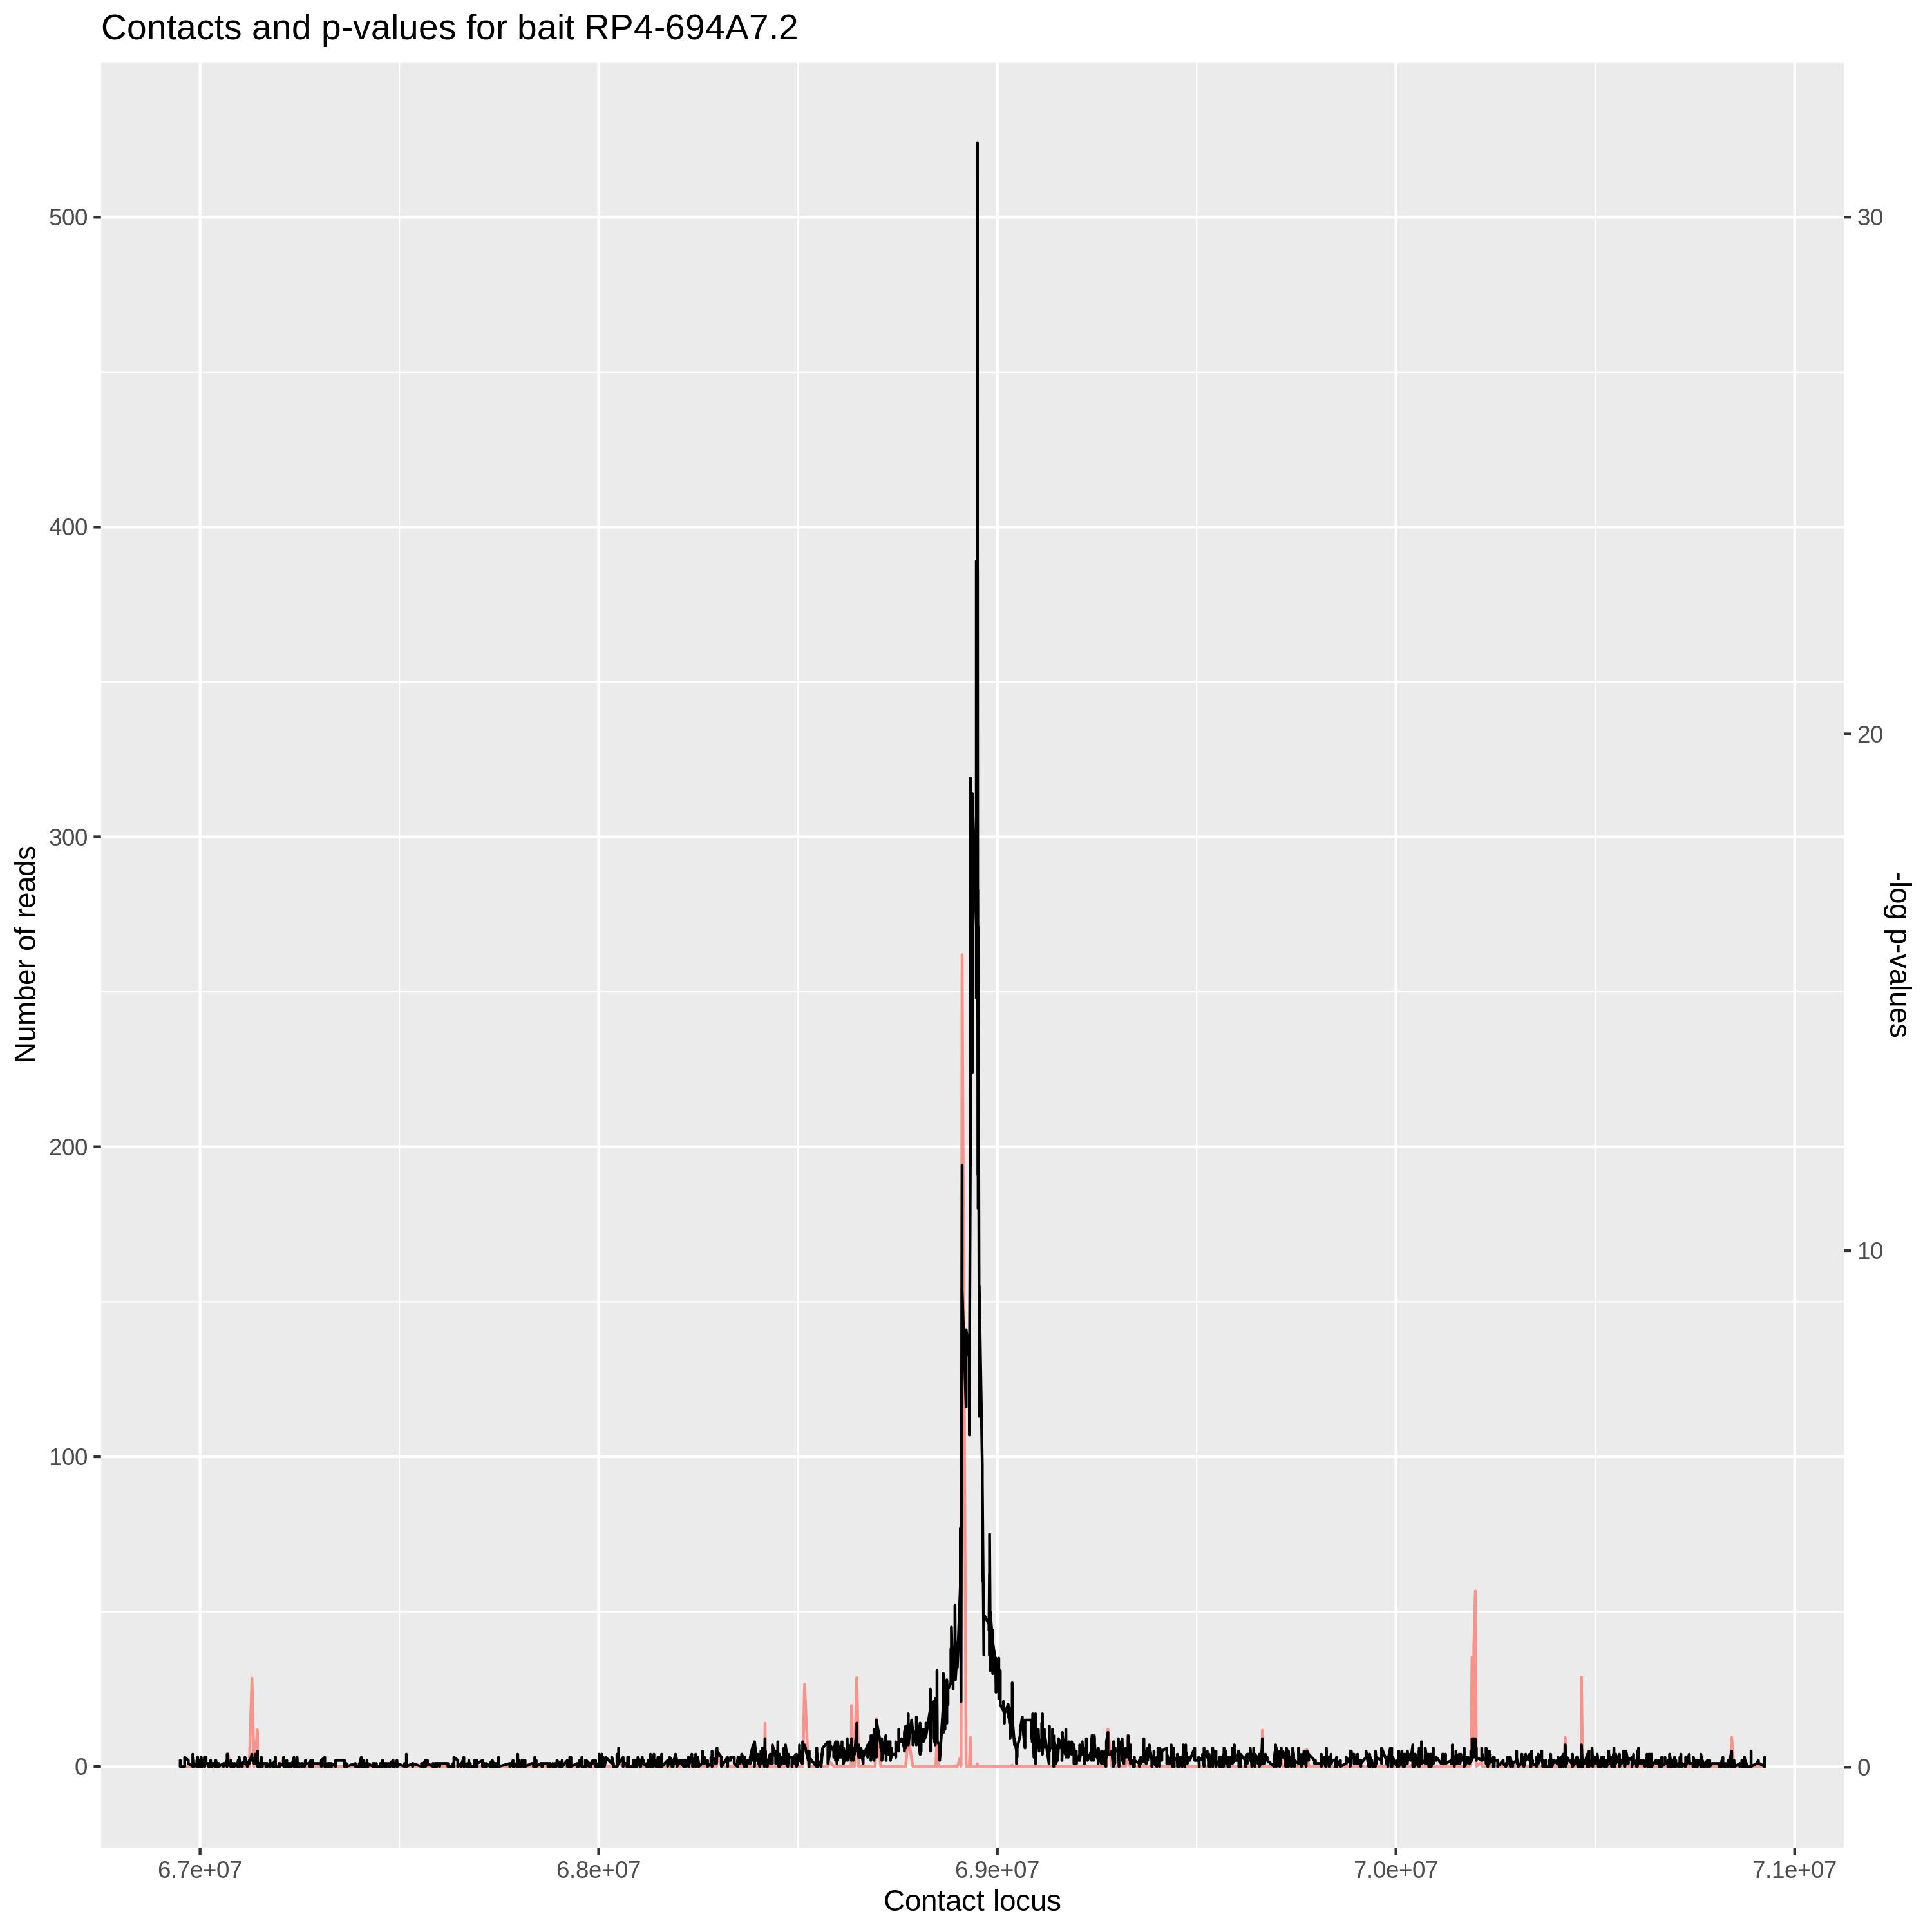 Contacts and p-values for bait RP4-694A7.2
500
400
300
200
100
0
Number of reads
30
20
10
0
-log p-values
6.7e+07 6.8e+07 6.9e+07 7.0e+07 7.1e+07
Contact locus